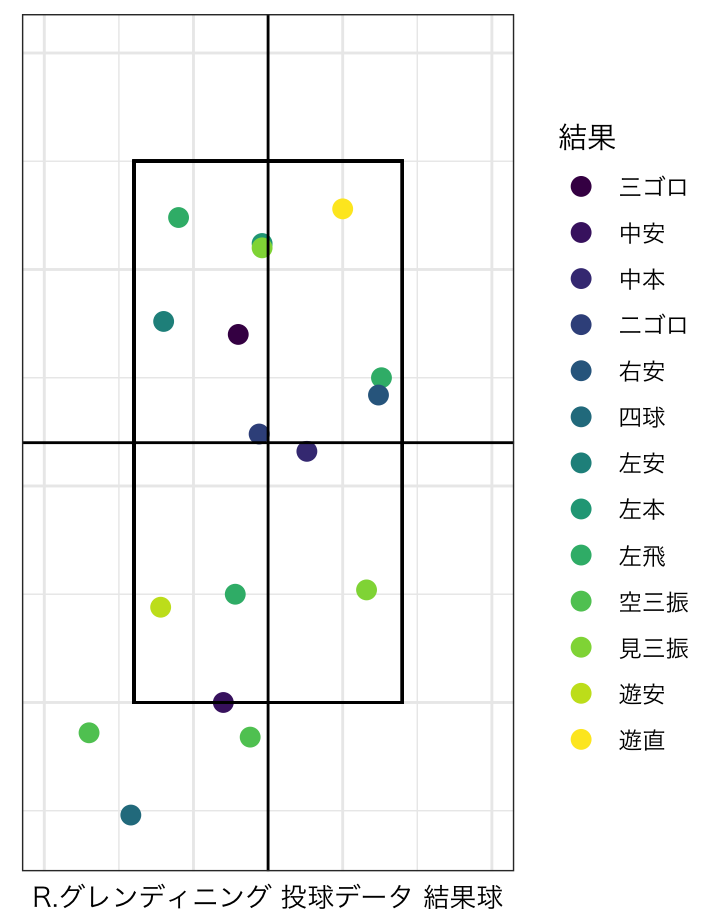 結果
三ゴロ
中安
中本
二ゴロ
右安
四球
左安
左本
左飛
空三振
見三振
遊安
遊直
R.グレンディニング 投球データ 結果球